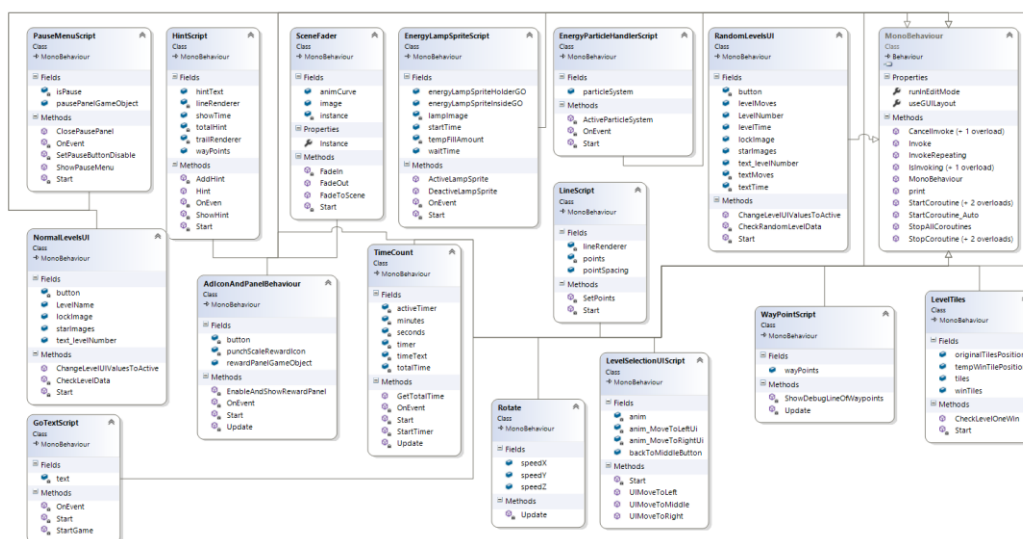 PauseMenuScript
Class
MonoBehaviour
Fields
isPause
pausePanelGameObject
Methods
ClosePausePanel
OnEvent
SetPauseButtonDisable
ShowPauseMenu
Start
HintScript
Class
MonoBehaviour
Fields
hintText
lineRenderer
showTime
totalHint
trailRenderer
wayPoints
Methods
AddHint
Hint
OnEven
ShowHint
Start
SceneFader
Class
MonoBehaviour
Fields
animCurve
image
instance
Properties
Instance
Methods
FadeIn
FadeOut
FadeToScene
Start
EnergyLampSpriteScript
Class
MonoBehaviour
Fields
energyLampSpriteHolderGO
energyLampSpriteInsideGO
lampImage
startTime
tempFillAmount
waitTime
Methods
ActiveLampSprite
DeactiveLampSprite
OnEvent
Start
EnergyParticleHandlerScript
Class
MonoBehaviour
Fields
particleSystem
Methods
ActiveParticleSystem
OnEvent
Start
RandomLevelsUI
Class
MonoBehaviour
Fields
button
levelMoves
LevelNumber
levelTime
lockImage
starImages
text_levelNumber
textMoves
textTime
Methods
ChangeLevelUIValuesToActive
CheckRandomLevelData
Start
MonoBehaviour
Class
Behaviour
Properties
runInEditMode
useGUILayout
Methods
CancelInvoke (+ 1 overload)
Invoke
InvokeRepeating
IsInvoking (+ 1 overload)
MonoBehaviour
print
StartCoroutine (+ 2 overloads)
StartCoroutine_Auto
StopAllCoroutines
StopCoroutine (+ 2 overloads)
NormalLevelsUI
Class
MonoBehaviour
Fields
button
LevelName
lockImage
starImages
text_levelNumber
Methods
ChangeLevelUIValuesToActive
CheckLevelData
Start
AdIconAndPanelBehaviour
Class
MonoBehaviour
Fields
button
punchScaleRewardIcon
rewardPanelGameObject
Methods
EnableAndShowRewardPanel
OnEvent
Start
Update
TimeCount
Class
MonoBehaviour
Fields
activeTimer
minutes
seconds
timer
timeText
totalTime
Methods
GetTotalTime
OnEvent
Start
StartTimer
Update
LineScript
Class
MonoBehaviour
Fields
lineRenderer
points
pointSpacing
Methods
SetPoints
Start
WayPointScript
Class
MonoBehaviour
Fields
wayPoints
Methods
ShowDebugLineOfWaypoints
Update
LevelTiles
Class
MonoBehaviour
Fields
originalTilesPosition
tempWinTilePosition
tiles
winTiles
Methods
CheckLevelOneWin
Start
GoTextScript
Class
MonoBehaviour
Fields
text
Methods
OnEvent
Start
StartGame
Rotate
Class
MonoBehaviour
Fields
speedX
speedY
speedZ
Methods
Update
LevelSelectionUIScript
Class
MonoBehaviour
Fields
anim
anim_MoveToLeftUi
anim_MoveToRightUi
backToMiddleButton
Methods
Start
UIMoveToLeft
UIMoveToMiddle
UIMoveToRight